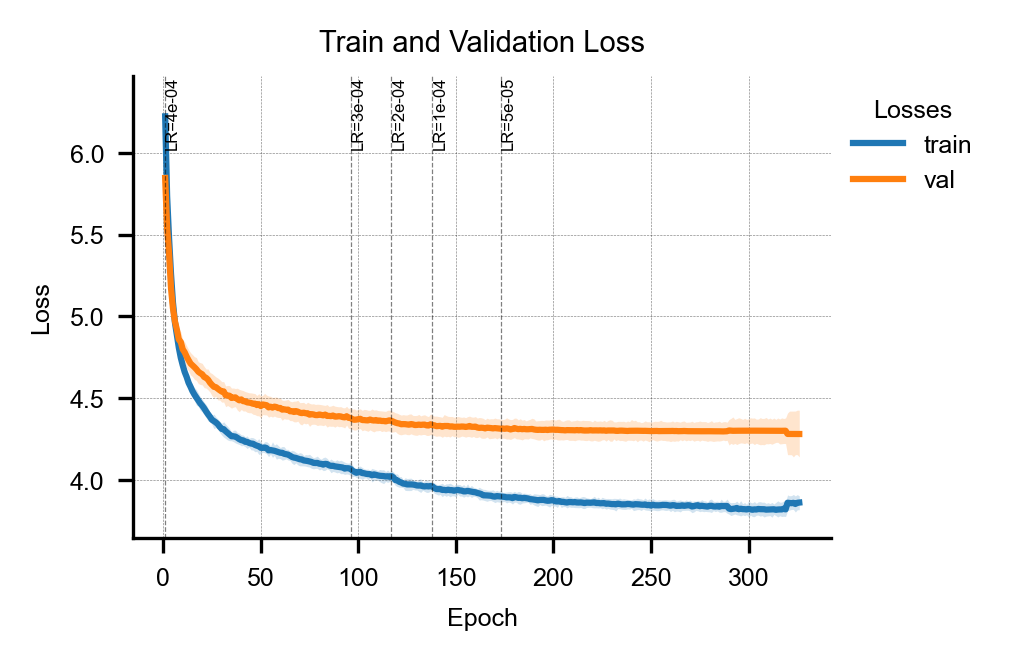 Train and Validation Loss
LR=4e-04
LR=3e-04
LR=2e-04
LR=1e-04
LR=5e-05
Losses
train
val
Loss
6.0
5.5
5.0
4.5
4.0
0
50
100
150
200
250
300
Epoch